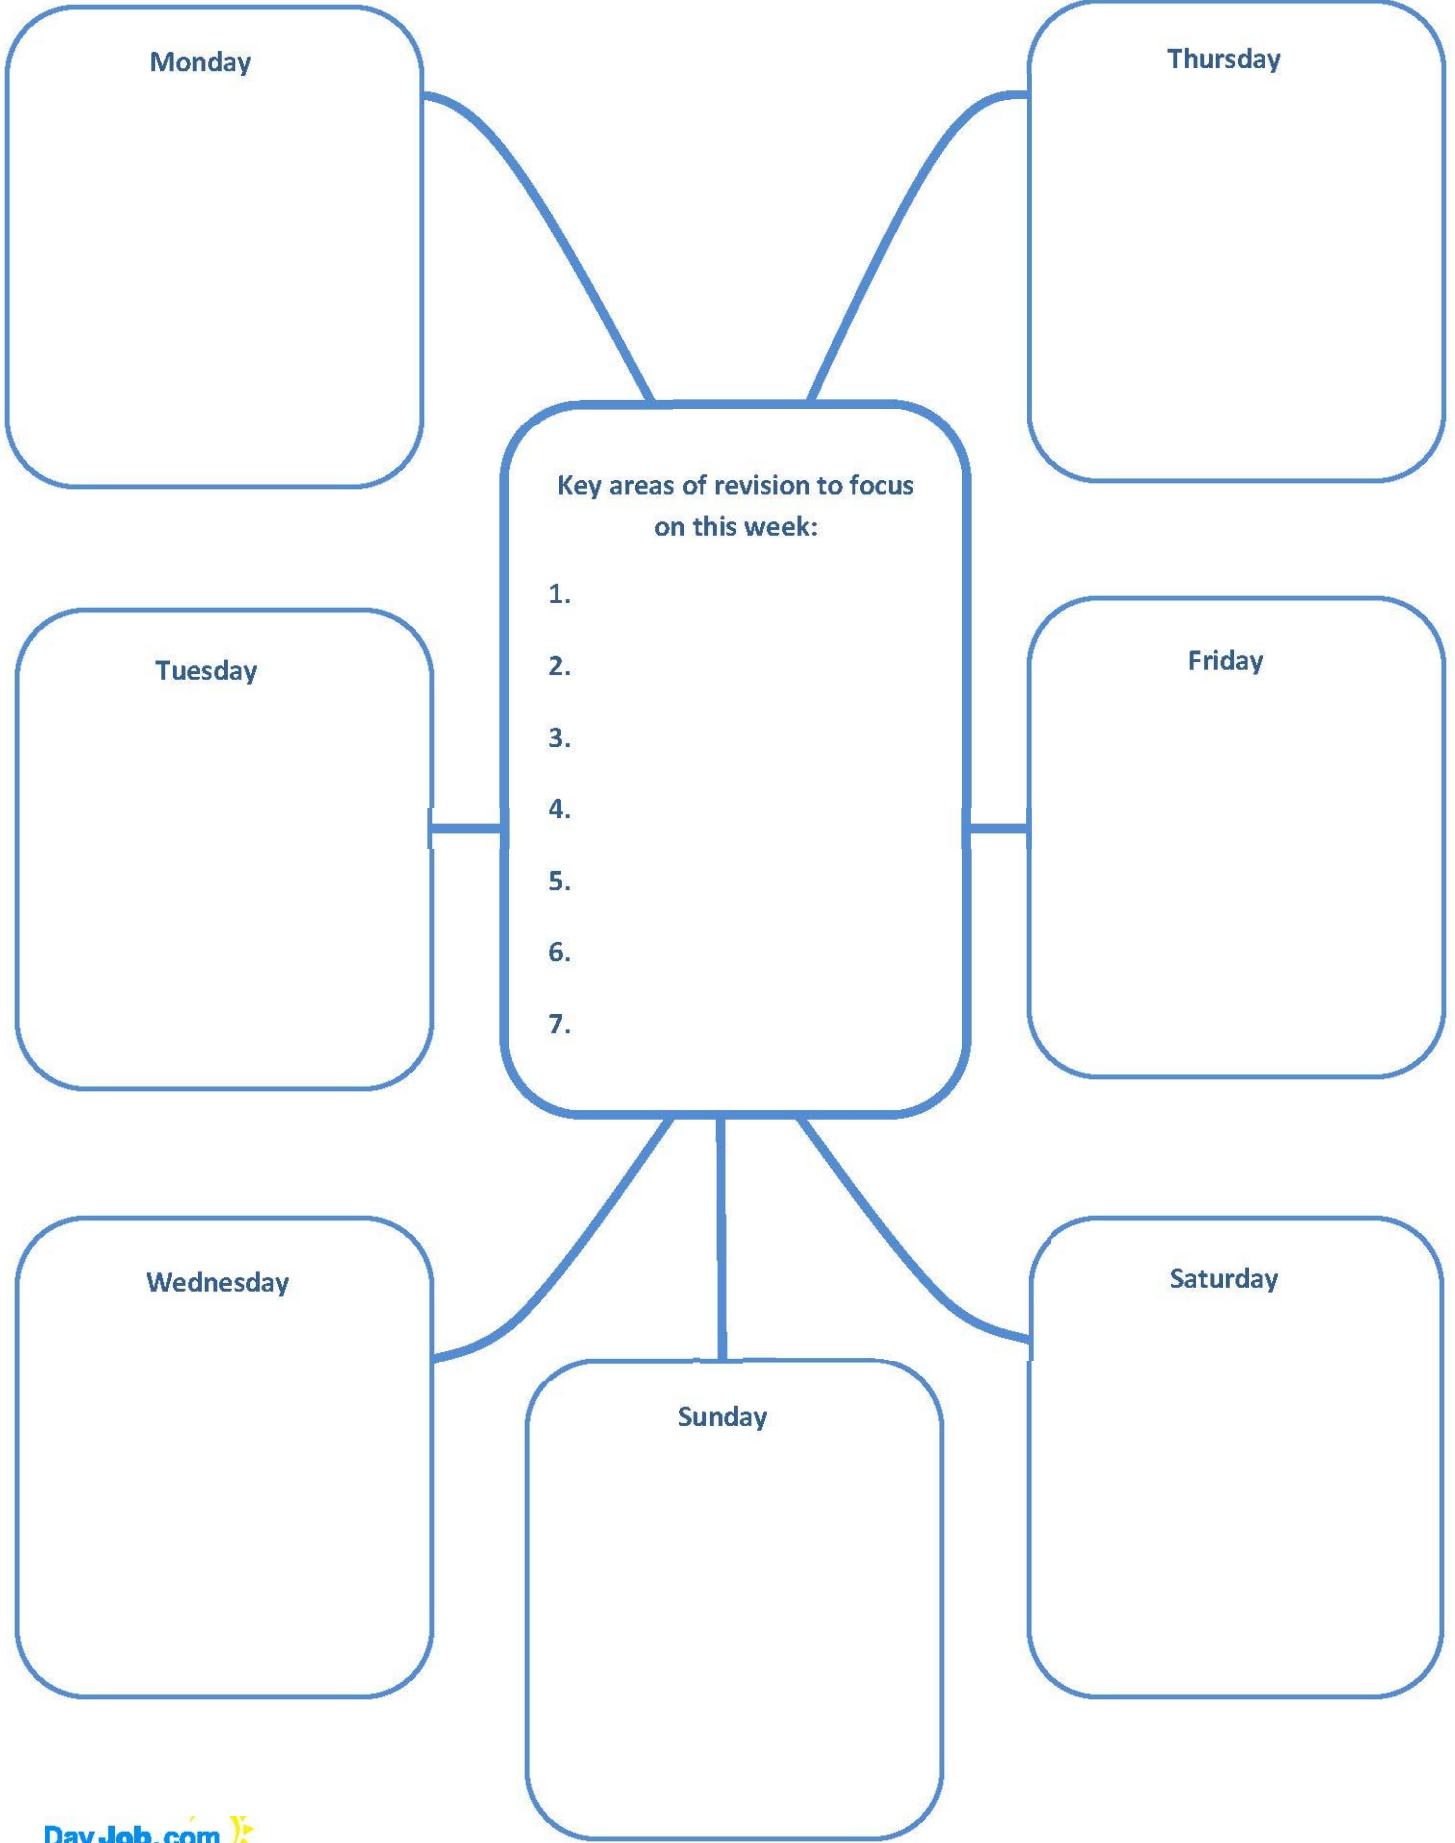 Monday
Thursday
Key areas of revision to focus
on this week:
1.
2.
3.
4.
5.
6.
7.
Tuesday
Friday
Wednesday
Saturday
Sunday
DayJob.com